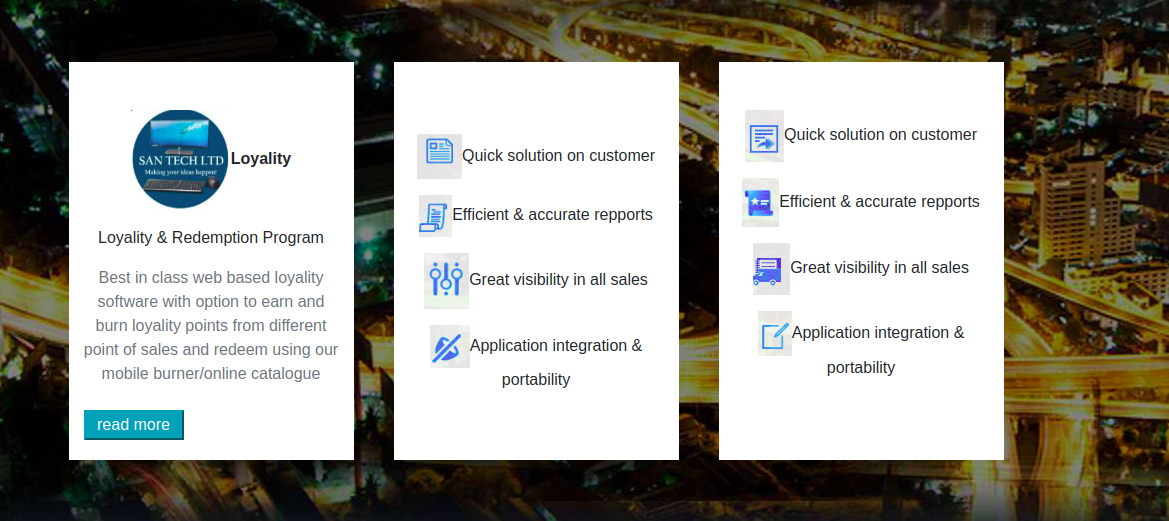 SAN TECH LTD
Making your ideas happen!
Loyality
Loyality & Redemption Program
Best in class web based loyality
software with option to earn and
burn loyality points from different
point of sales and redeem using our
mobile burner/online catalogue
read more
Quick solution on customer
Efficient & accurate repports
Great visibility in all sales
Application integration &
portability
Quick solution on customer
Efficient & accurate repports
Great visibility in all sales
Application integration &
portability